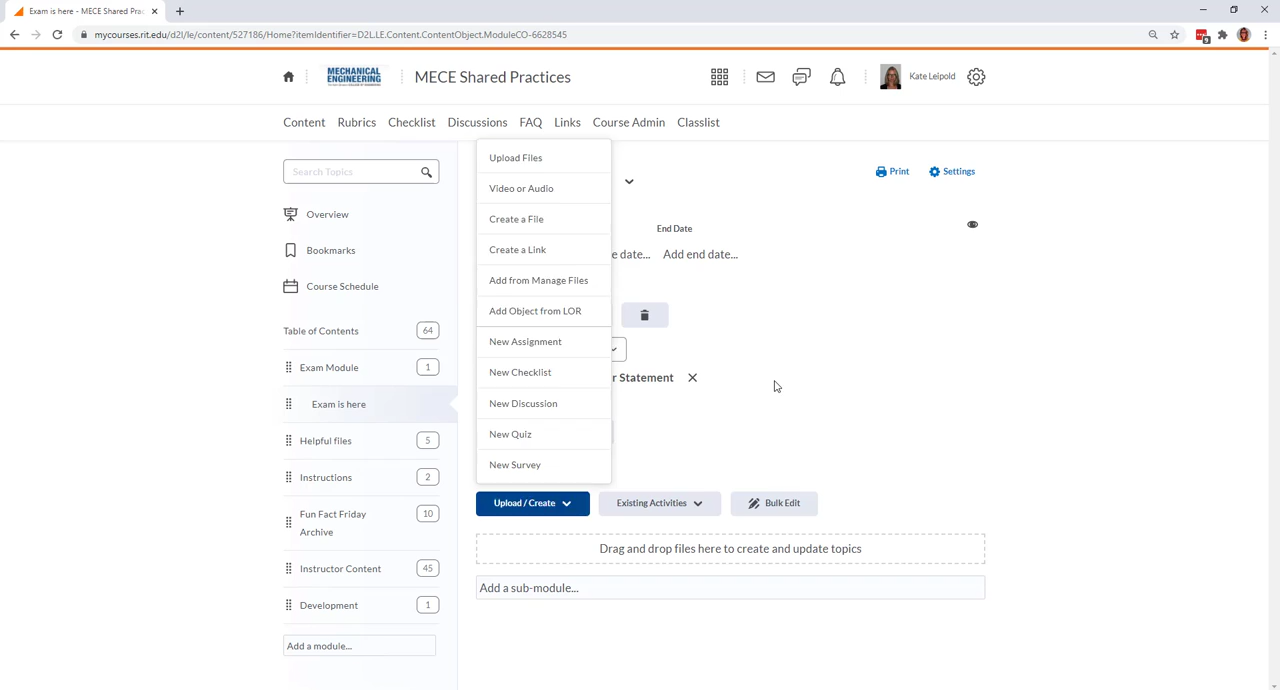 Exam is here - MECE Shared Prac
mycourses.rit.edu/d2l/le/content/527186/Home?itemIdentifier=D2L.LE.Content.ContentObject.ModuleCO-6628545
9
MECHANICAL
ENGINEERING
MECE Shared Practices
Kate Leipold
Content Rubrics Checklist Discussions FAQ Links Course Admin Classlist
Search Topics
Overview
Bookmarks
Course Schedule
Table of Contents 64
Exam Module 1
Exam is here
Helpful files 5
Instructions 2
Fun Fact Friday
Archive
10
Instructor Content 45
Development 1
Add a module...
Upload Files
Video or Audio
Create a File
Create a Link
Add from Manage Files
Add Object from LOR
New Assignment
New Checklist
New Discussion
New Quiz
New Survey
Print Settings
End Date
e date... Add end date...
r Statement
Upload / Create Existing Activities Bulk Edit
Drag and drop files here to create and update topics
Add a sub-module...